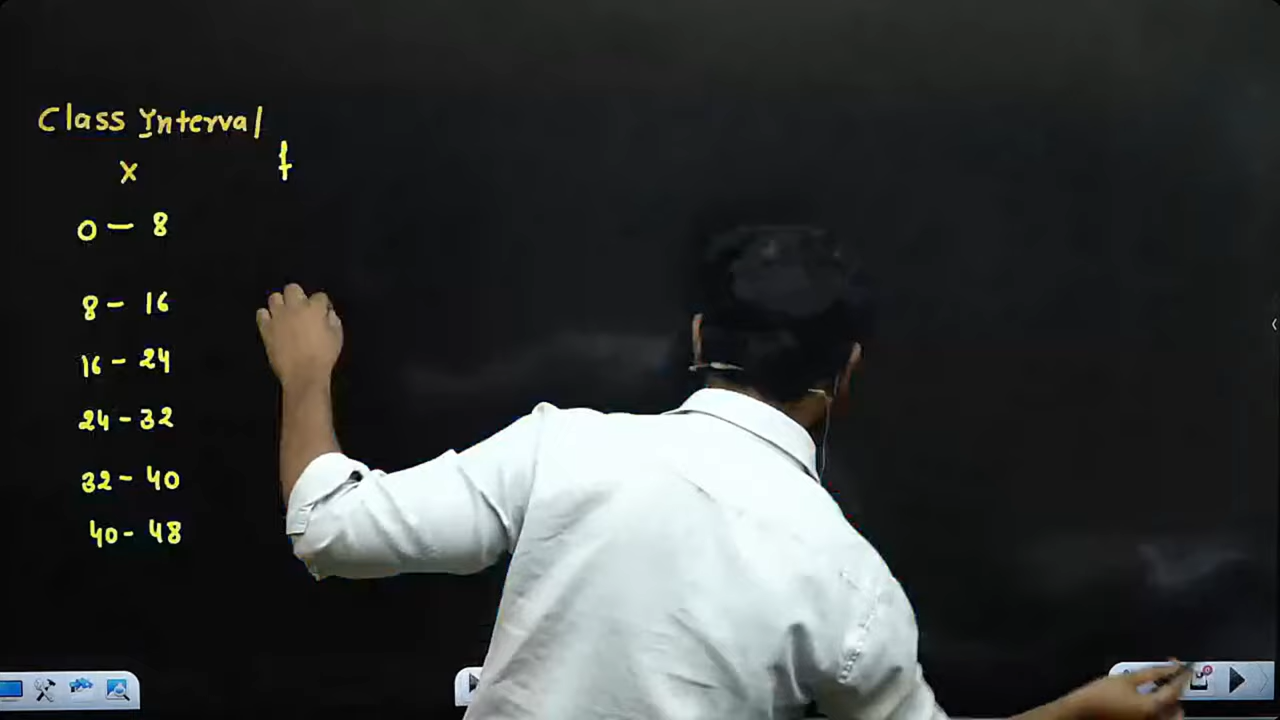 Class Interval
x f
0 - 8
8 - 16
16 - 24
24 - 32
32 - 40
40 - 48